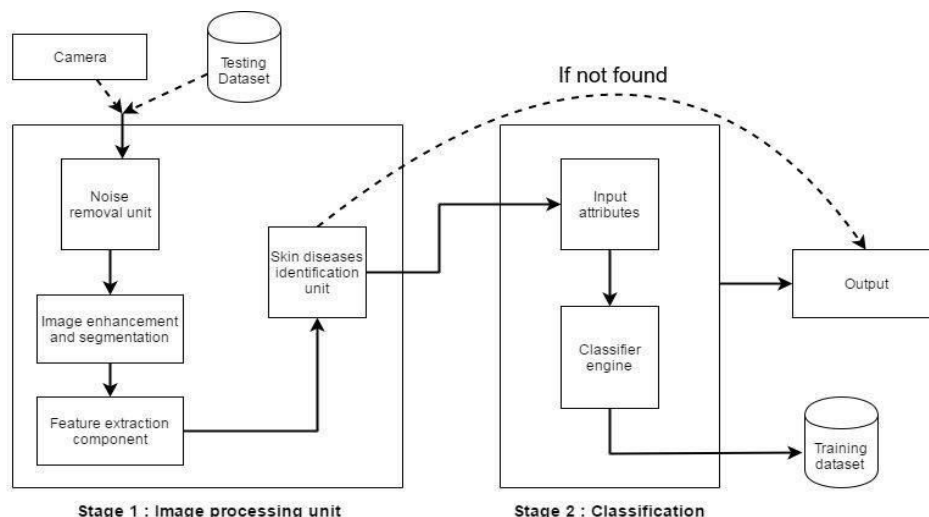 Camera
Testing
Dataset
If not found
Noise
removal unit
Image enhancement
and segmentation
Feature extraction
component
Skin diseases
identification
unit
Input
attributes
Classifier
engine
Output
Training
dataset
Stage 1 : Image processing unit
Stage 2 : Classification